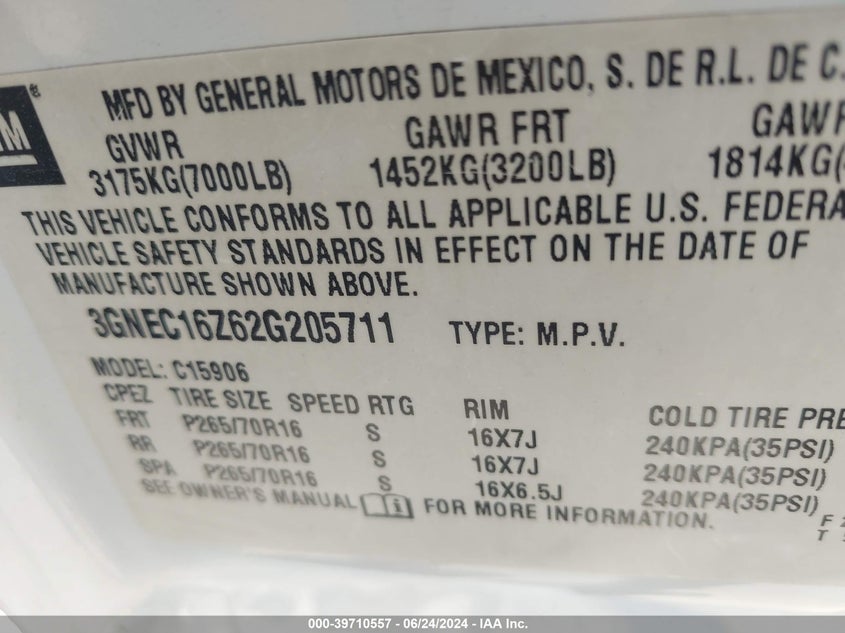 GM®
MFD BY GENERAL MOTORS DE MEXICO, S. DE R.L. DE C.
GVWR GAWR FRT GAWR
3175KG(7000LB) 1452KG(3200LB) 1814KG(
THIS VEHICLE CONFORMS TO ALL APPLICABLE U.S. FEDERA
VEHICLE SAFETY STANDARDS IN EFFECT ON THE DATE OF
MANUFACTURE SHOWN ABOVE.
3GNEC16Z62G205711 TYPE: M.P.V.
MODEL: C15906
CPEZ TIRE SIZE SPEED RTG RIM COLD TIRE PRE
FRT P265/70R16 S 16X7J 240KPA(35PSI)
RR P265/70R16 S 16X7J 240KPA(35PSI)
SPA P265/70R16 S 16X6.5J 240KPA(35PSI)
SEE OWNER'S MANUAL FOR MORE INFORMATION.
F
T
000-39710557 / 06/24/2024 - IAA Inc.